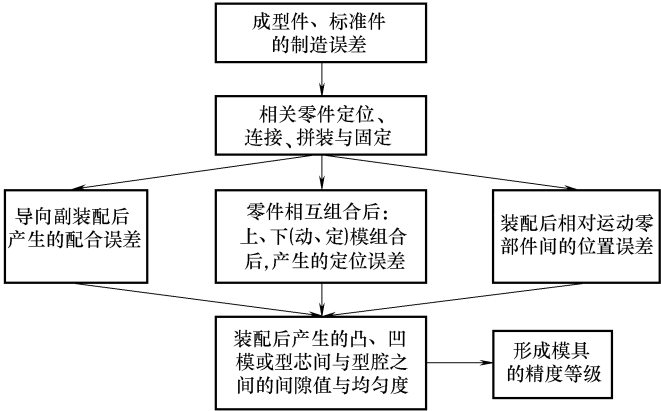 成型件、标准件
的制造误差
相关零件定位、
连接、拼装与固定
导向副装配后
产生的配合误差
零件相互组合后：
上、下(动、定)模组合
后,产生的定位误差
装配后相对运动零
部件间的位置误差
装配后产生的凸、凹
模或型芯间与型腔之
间的间隙值与均匀度
形成模具
的精度等级